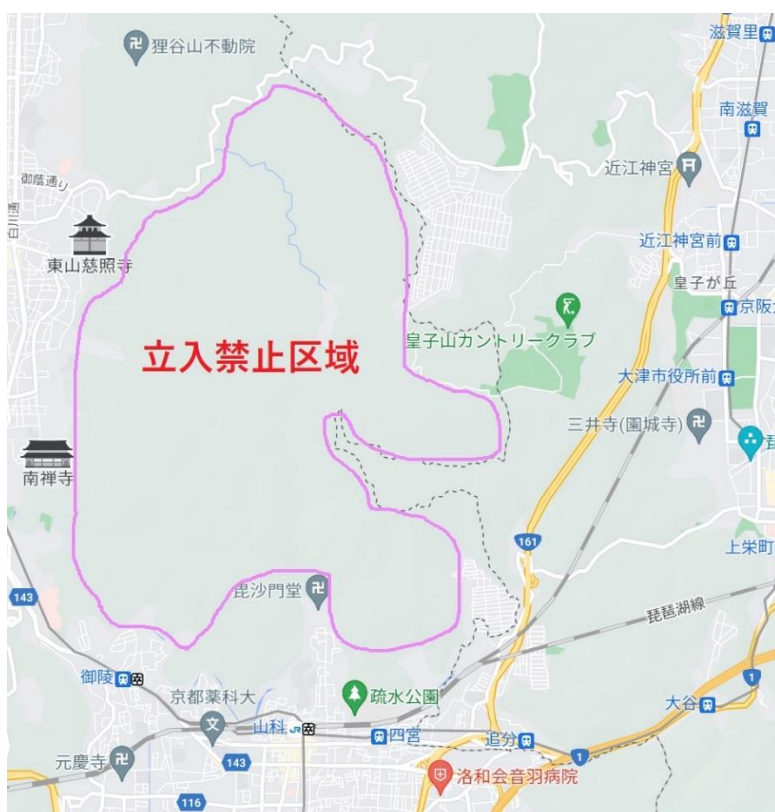 滋賀里
狸谷山不動院
南滋賀
近江神宮
御蔭通り
白川通
東山慈照寺
近江神宮前
皇子が丘
京阪大
皇子山カントリークラブ
立入禁止区域
大津市役所前
三井寺(園城寺)
南禅寺
161
上栄町
143
毘沙門堂
琵琶湖線
御陵
京都薬科大
疏水公園
1
大谷
山科
JR
四宮
追分
元慶寺
143
1
洛和会音羽病院
116